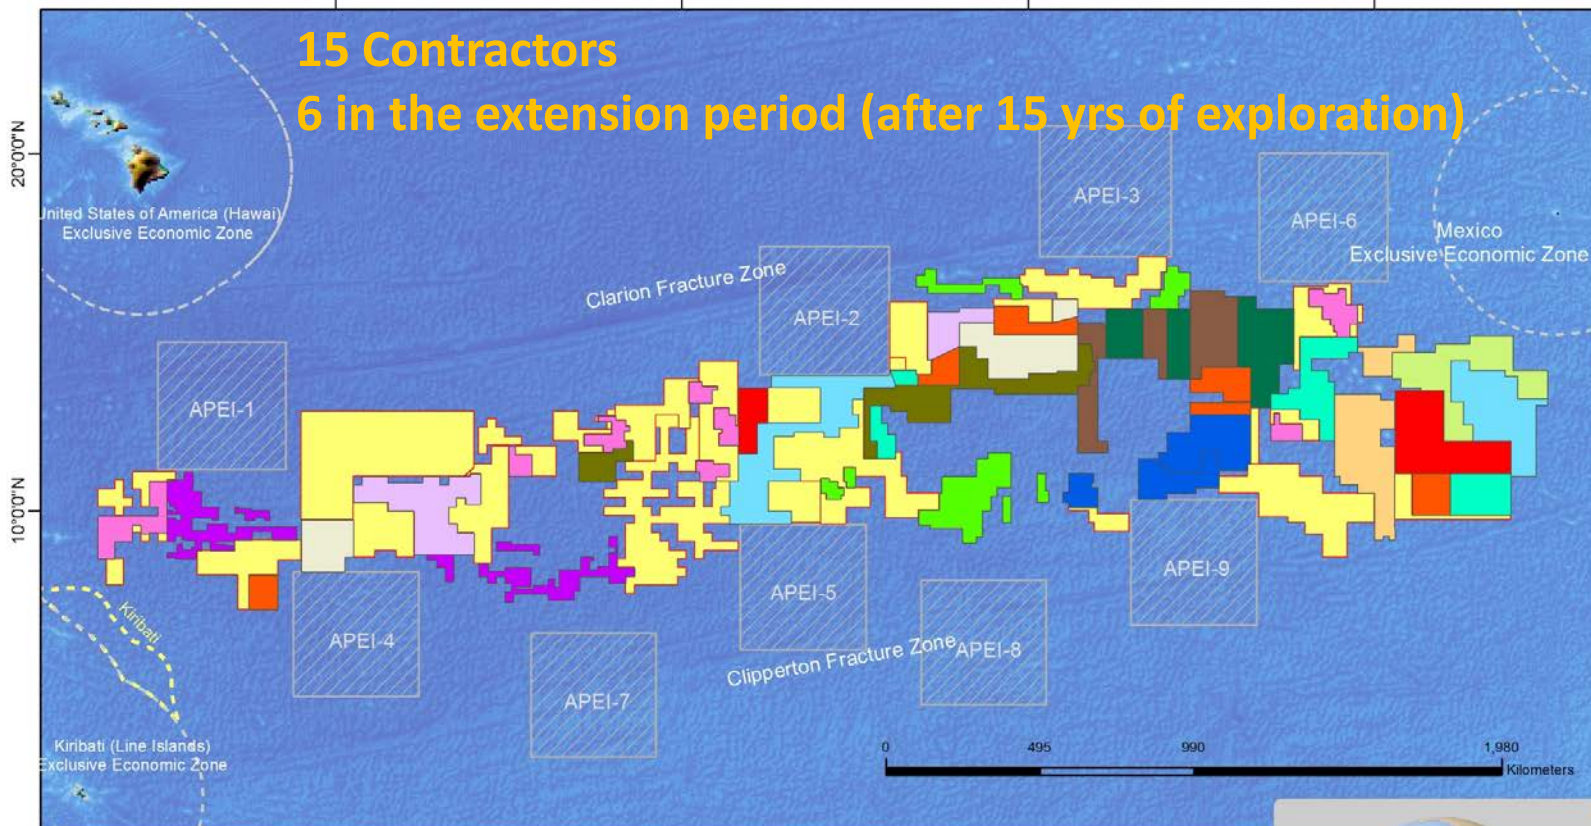 15 Contractors
6 in the extension period (after 15 yrs of exploration)
20°0'0"N
10°0'0"N
United States of America (Hawai)
Exclusive Economic Zone
Clarion Fracture Zone
APEI-3
APEI-6
Mexico
Exclusive Economic Zone
APEI-2
APEI-1
APEI-9
APEI-5
Kiribati
APEI-4
Clipperton Fracture Zone
APEI-8
APEI-7
Kiribati (Line Islands)
Exclusive Economic Zone
0 495 990 1,980
Kilometers